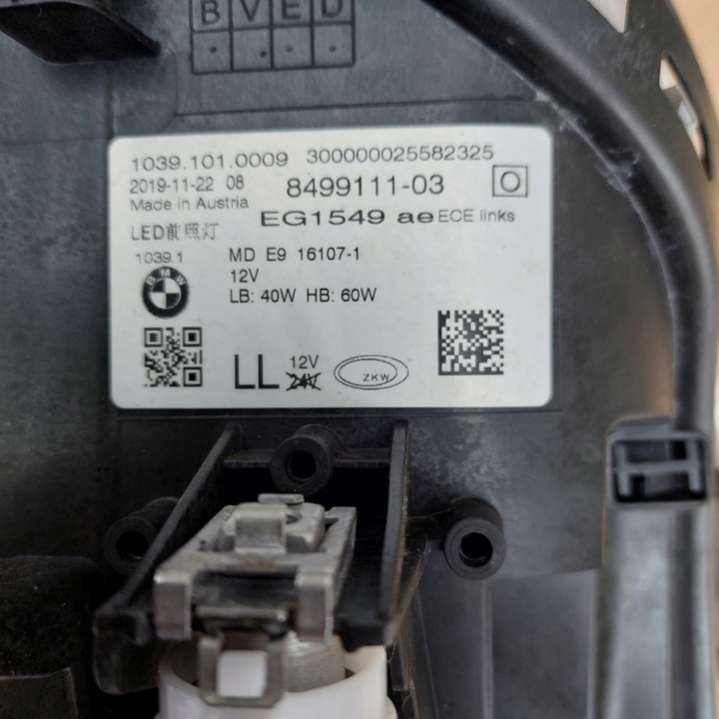 B V E D
1039.101.0009 300000025582325
2019-11-22 08 8499111-03 O
Made in Austria
EG1549 ae ECE links
LED前照灯
1039.1 MD E9 16107-1
12V
BMW
LB: 40W HB: 60W
12V
LL 24V ZKW